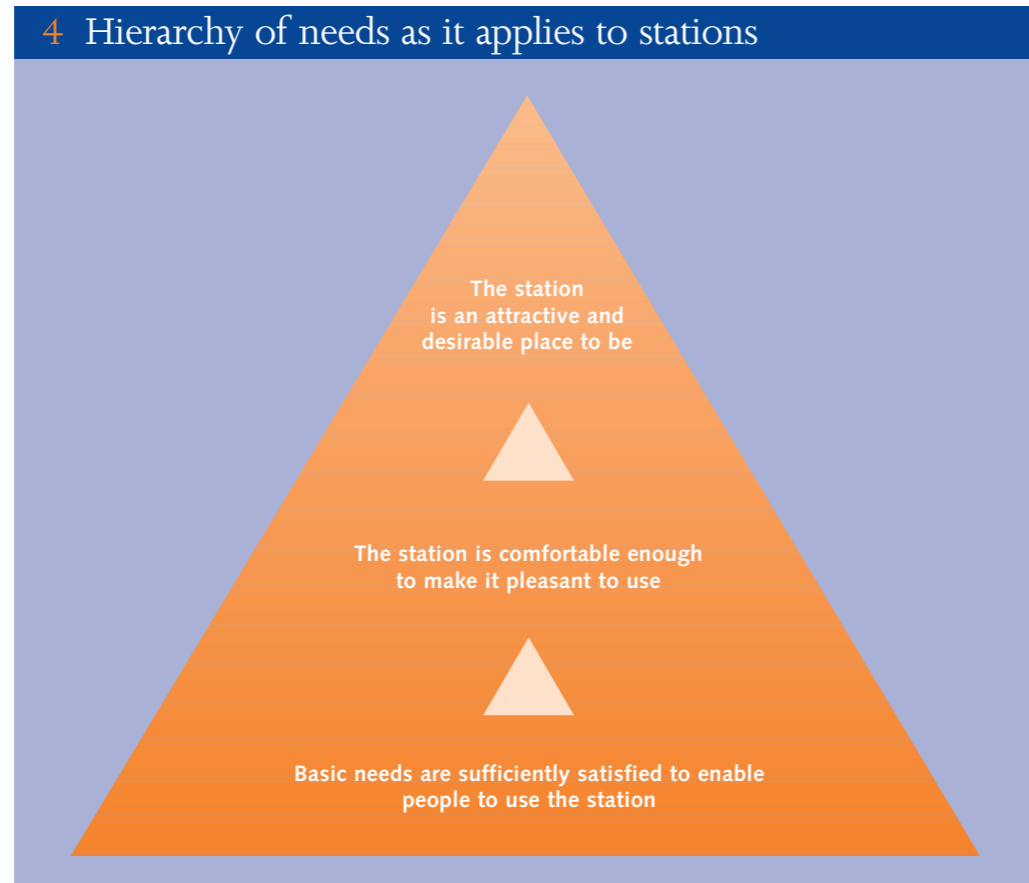 4 Hierarchy of needs as it applies to stations
The station
is an attractive and
desirable place to be
The station is comfortable enough
to make it pleasant to use
Basic needs are sufficiently satisfied to enable
people to use the station